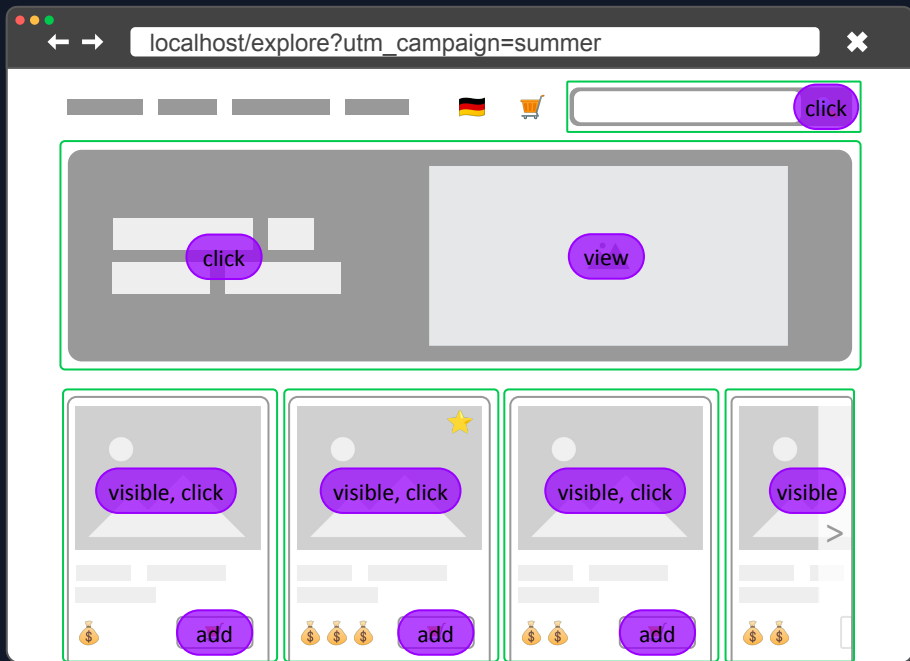 localhost/explore?utm_campaign=summer
click
click
view
visible, click
visible, click
visible, click
visible
>
add
add
add